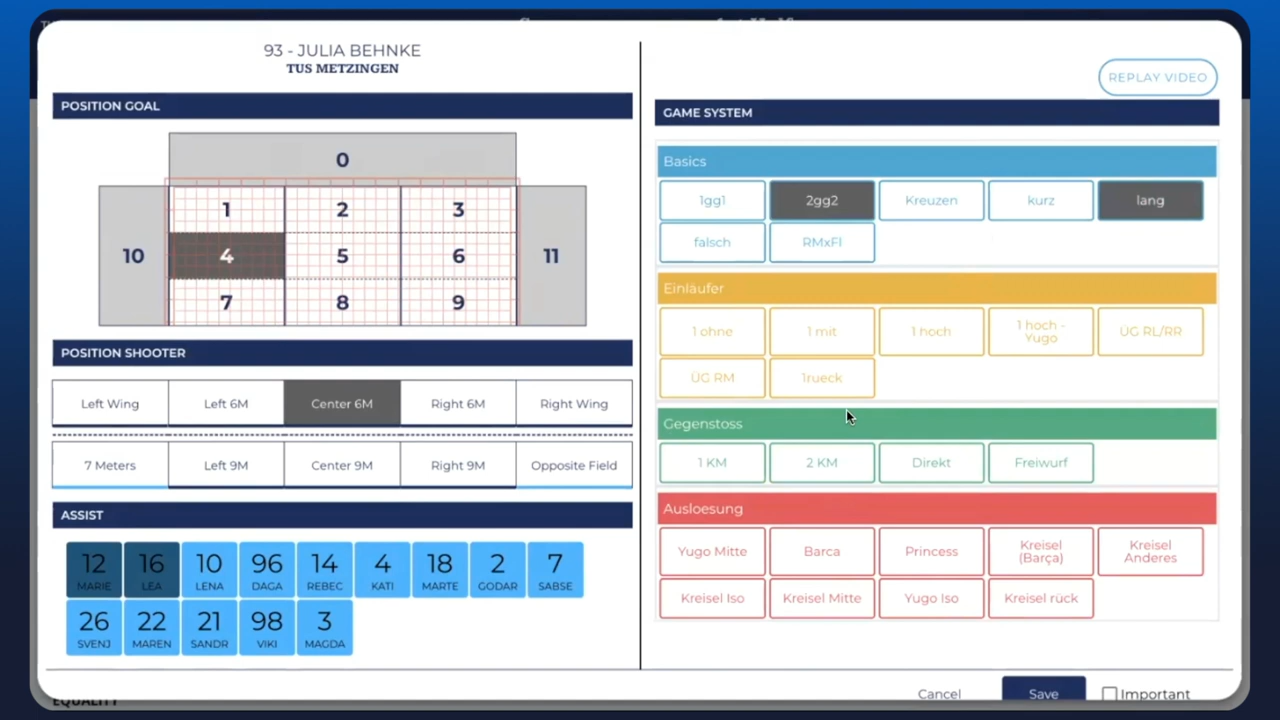 93 - JULIA BEHNKE
TUS METZINGEN
POSITION GOAL
0
10
1
2
3
4
5
6
7
8
9
11
POSITION SHOOTER
Left Wing
Left 6M
Center 6M
Right 6M
Right Wing
7 Meters
Left 9M
Center 9M
Right 9M
Opposite Field
ASSIST
12
MARIE
16
LEA
10
LENA
96
DAGA
14
REBEC
4
KATI
18
MARTE
2
GODAR
7
SABSE
26
SVENJ
22
MAREN
21
SANDR
98
VIKI
3
MAGDA
REPLAY VIDEO
GAME SYSTEM
Basics
1gg1
2gg2
Kreuzen
kurz
lang
falsch
RMxFl
Einläufer
1 ohne
1 mit
1 hoch
1 hoch -
Yugo
ÜG RL/RR
ÜG RM
1rueck
Gegenstoss
1 KM
2 KM
Direkt
Freiwurf
Ausloesung
Yugo Mitte
Barca
Princess
Kreisel
(Barça)
Kreisel
Anderes
Kreisel Iso
Kreisel Mitte
Yugo Iso
Kreisel rück
Cancel
Save
Important
EQUALITY